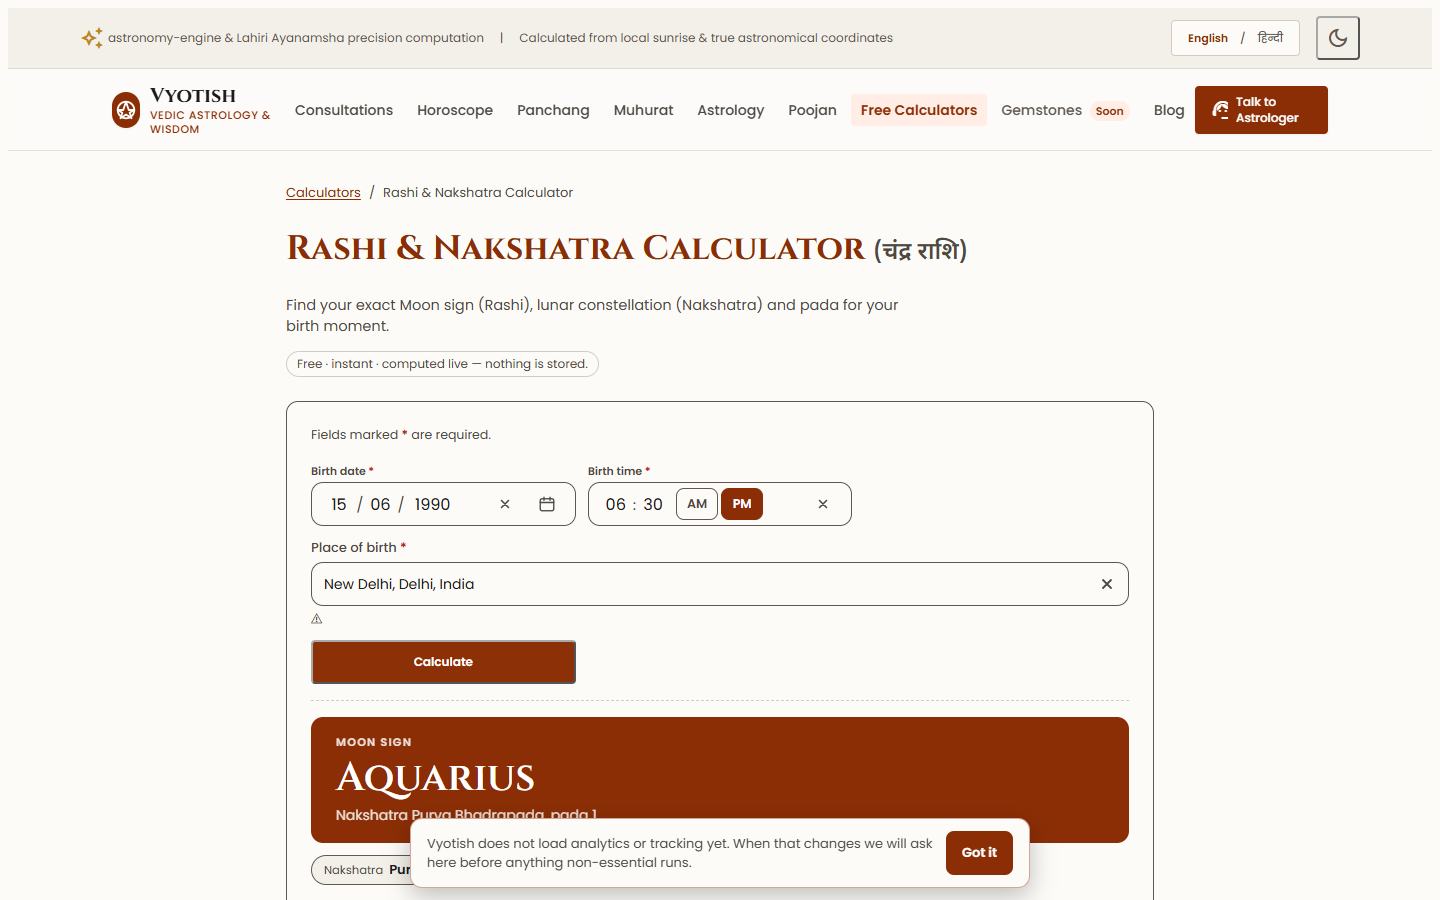 astronomy-engine & Lahiri Ayanamsha precision computation | Calculated from local sunrise & true astronomical coordinates
English / हिन्दी
Vyotish
VEDIC ASTROLOGY & WISDOM
Consultations Horoscope Panchang Muhurat Astrology Poojan Free Calculators Gemstones Soon Blog
Talk to
Astrologer
Calculators / Rashi & Nakshatra Calculator
Rashi & Nakshatra Calculator (चंद्र राशि)
Find your exact Moon sign (Rashi), lunar constellation (Nakshatra) and pada for your
birth moment.
Free · instant · computed live — nothing is stored.
Fields marked * are required.
Birth date * Birth time *
15 / 06 / 1990 06 : 30 AM PM
Place of birth *
New Delhi, Delhi, India
Calculate
MOON SIGN
Aquarius
Nakshatra Purva Bhadrapada, pada 1
Vyotish does not load analytics or tracking yet. When that changes we will ask
here before anything non-essential runs.
Got it
Nakshatra